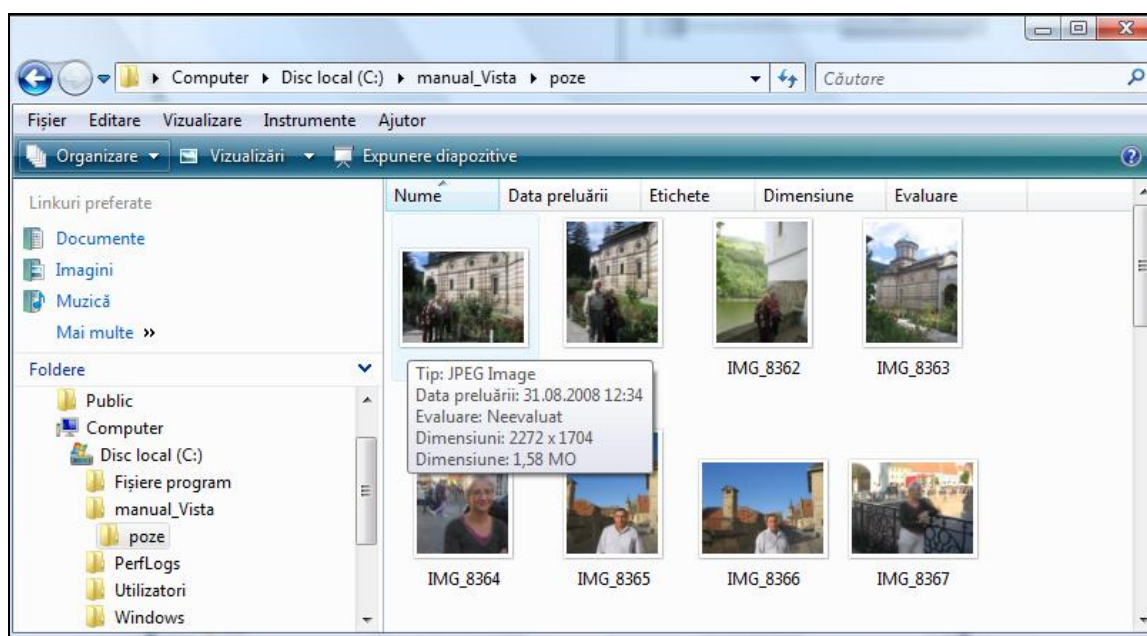 Computer ▸ Disc local (C:) ▸ manual_Vista ▸ poze
Căutare
Fișier Editare Vizualizare Instrumente Ajutor
Organizare Vizualizări Expunere diapozitive
Linkuri preferate
Documente
Imagini
Muzică
Mai multe »
Foldere
Public
Computer
Disc local (C:)
Fișiere program
manual_Vista
poze
PerfLogs
Utilizatori
Windows
Nume Data preluării Etichete Dimensiune Evaluare
IMG_8362 IMG_8363
Tip: JPEG Image
Data preluării: 31.08.2008 12:34
Evaluare: Neevaluat
Dimensiuni: 2272 x 1704
Dimensiune: 1,58 MO
IMG_8364 IMG_8365 IMG_8366 IMG_8367